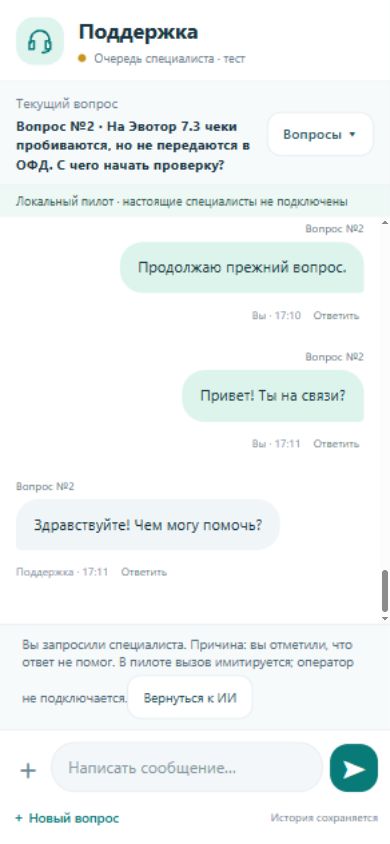 Поддержка
Очередь специалиста · тест
Текущий вопрос
Вопрос №2 · На Эвотор 7.3 чеки
пробиваются, но не передаются в
ОФД. С чего начать проверку?
Вопросы ▾
Локальный пилот · настоящие специалисты не подключены
Вопрос №2
Продолжаю прежний вопрос.
Вы · 17:10 Ответить
Вопрос №2
Привет! Ты на связи?
Вы · 17:11 Ответить
Вопрос №2
Здравствуйте! Чем могу помочь?
Поддержка · 17:11 Ответить
Вы запросили специалиста. Причина: вы отметили, что
ответ не помог. В пилоте вызов имитируется; оператор
не подключается. Вернуться к ИИ
+ Написать сообщение...
+ Новый вопрос
История сохраняется